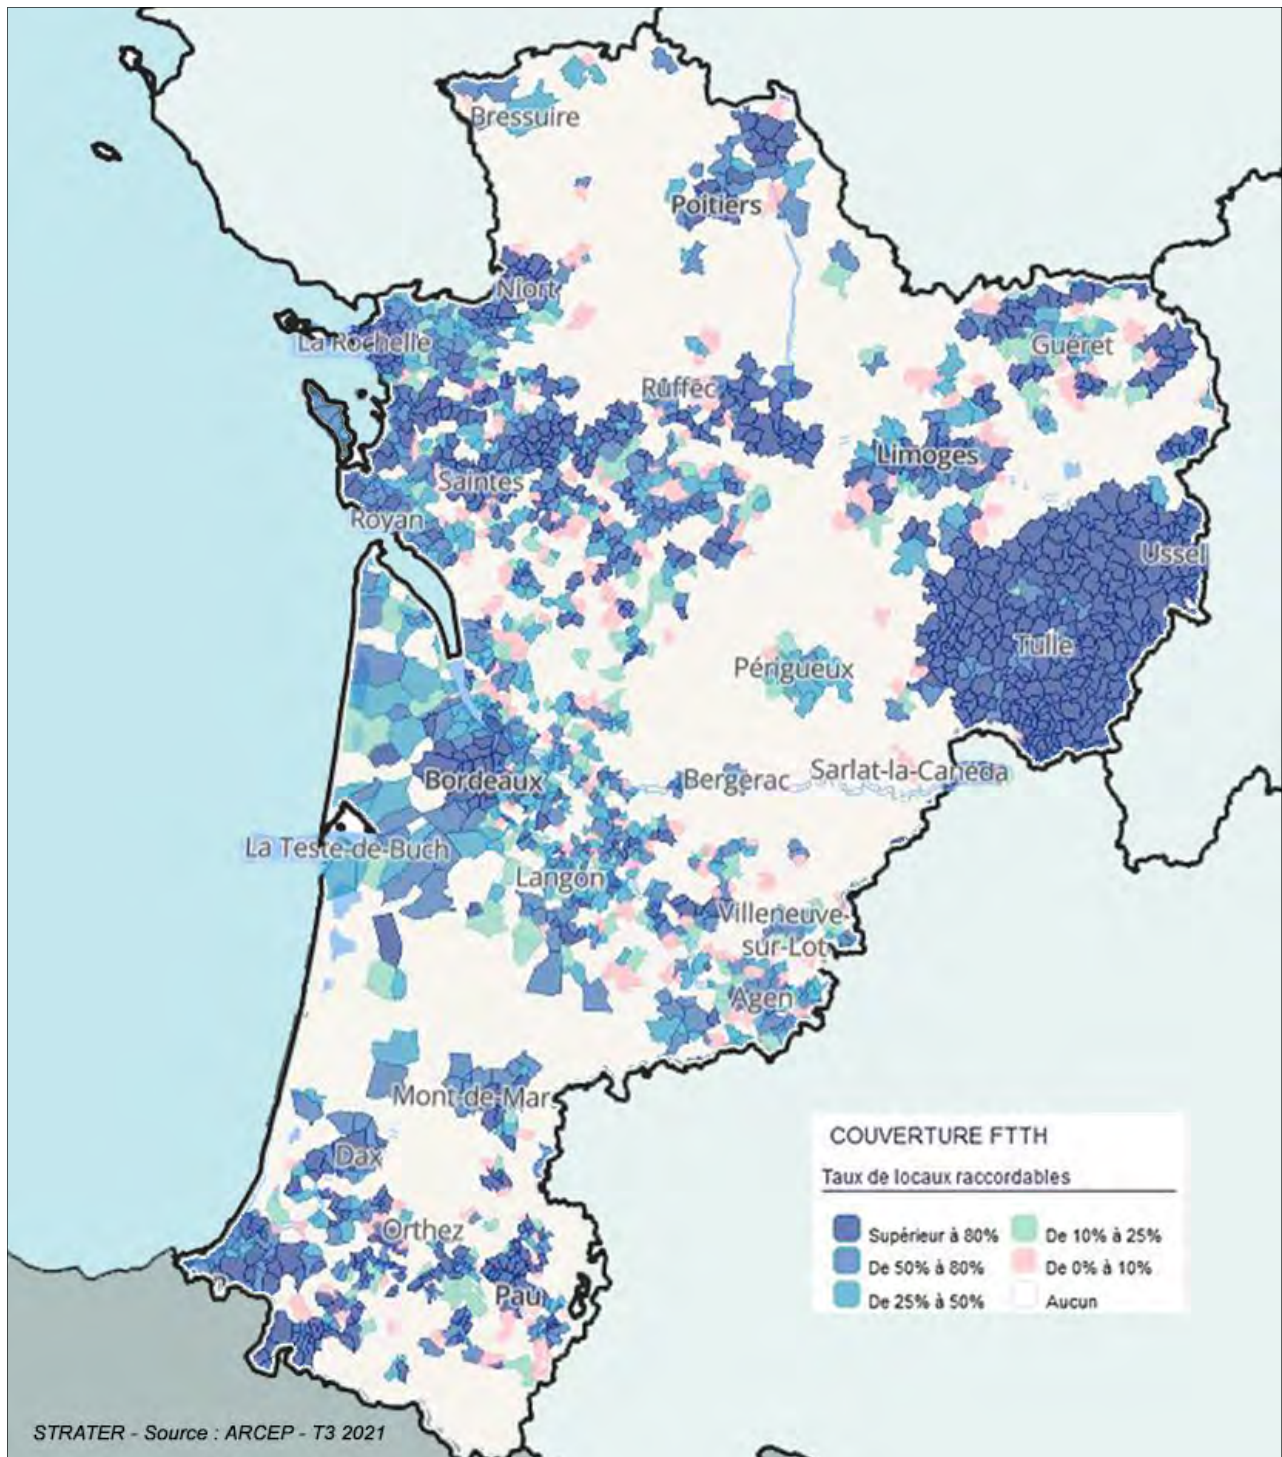 Bressuire
Poitiers
Niort
La Rochelle
Guéret
Ruffec
Limoges
Saintes
Royan
Ussel
Tulle
Périgueux
Bordeaux
Bergerac
Sarlat-la-Canéda
La Teste-de-Buch
Langon
Villeneuve-
sur-Lot
Agen
Mont-de-Mar
Dax
Orthez
Pau
COUVERTURE FTTH
Taux de locaux raccordables
Supérieur à 80%
De 50% à 80%
De 25% à 50%
De 10% à 25%
De 0% à 10%
Aucun
STRATER - Source : ARCEP - T3 2021